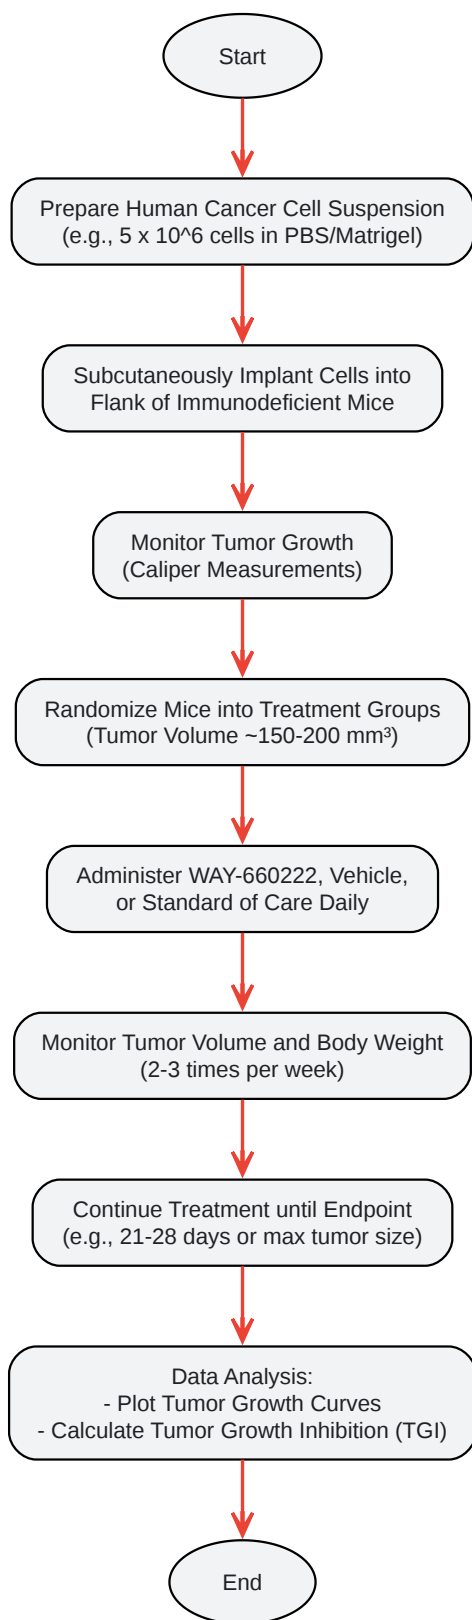 Start
Prepare Human Cancer Cell Suspension
(e.g., 5 x 10^6 cells in PBS/Matrigel)
Subcutaneously Implant Cells into
Flank of Immunodeficient Mice
Monitor Tumor Growth
(Caliper Measurements)
Randomize Mice into Treatment Groups
(Tumor Volume ~150-200 mm³)
Administer WAY-660222, Vehicle,
or Standard of Care Daily
Monitor Tumor Volume and Body Weight
(2-3 times per week)
Continue Treatment until Endpoint
(e.g., 21-28 days or max tumor size)
Data Analysis:
- Plot Tumor Growth Curves
- Calculate Tumor Growth Inhibition (TGI)
End